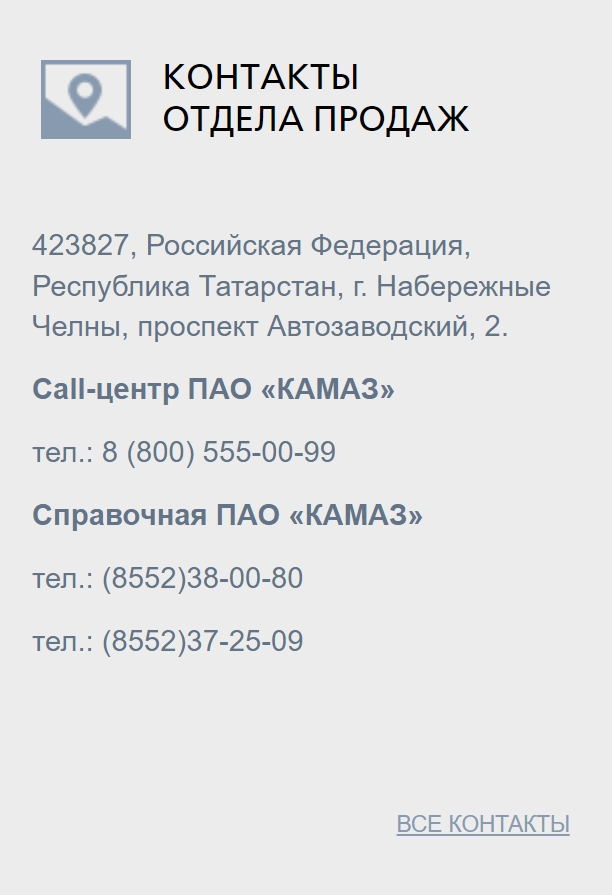 КОНТАКТЫ
ОТДЕЛА ПРОДАЖ
423827, Российская Федерация,
Республика Татарстан, г. Набережные
Челны, проспект Автозаводский, 2.
Call-центр ПАО «КАМАЗ»
тел.: 8 (800) 555-00-99
Справочная ПАО «КАМАЗ»
тел.: (8552)38-00-80
тел.: (8552)37-25-09
ВСЕ КОНТАКТЫ